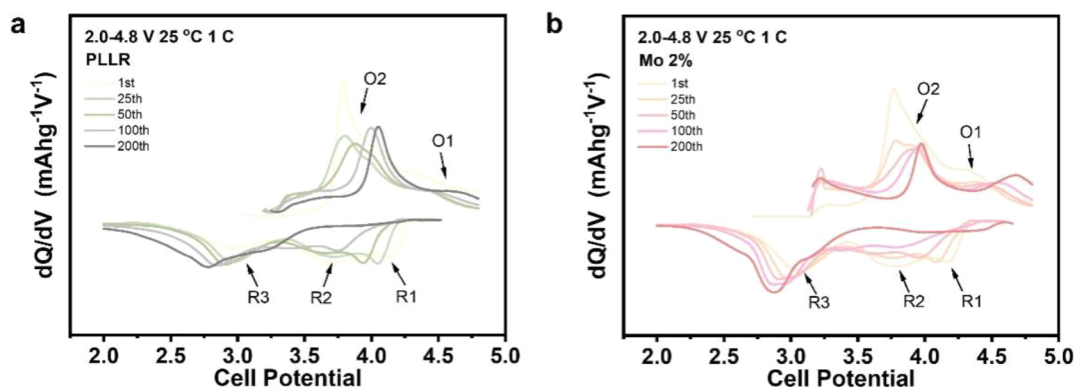 a
2.0-4.8 V 25 °C 1 C
PLLR
1st
25th
50th
100th
200th
O2
O1
R3
R2
R1
dQ/dV (mAhg⁻¹V⁻¹)
2.0 2.5 3.0 3.5 4.0 4.5 5.0
Cell Potential
b
2.0-4.8 V 25 °C 1 C
Mo 2%
1st
25th
50th
100th
200th
O2
O1
R3
R2
R1
dQ/dV (mAhg⁻¹V⁻¹)
2.0 2.5 3.0 3.5 4.0 4.5 5.0
Cell Potential